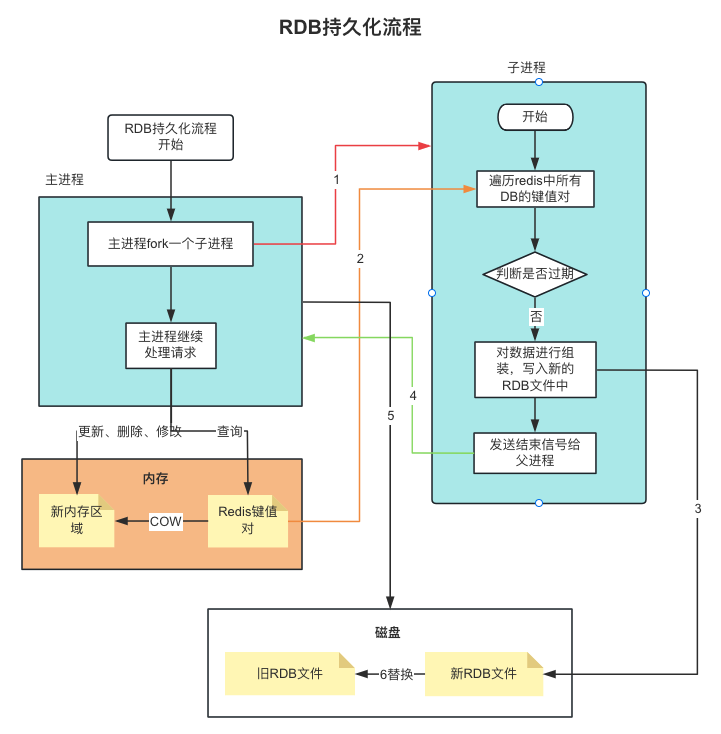 RDB持久化流程
子进程
RDB持久化流程
开始
开始
主进程
1
遍历redis中所有
DB的键值对
主进程fork一个子进程
2
判断是否过期
否
主进程继续
处理请求
对数据进行组
装，写入新的
RDB文件中
4
5
更新、删除、修改
查询
发送结束信号给
父进程
内存
新内存区
域
COW
Redis键值
对
3
磁盘
旧RDB文件
6替换
新RDB文件